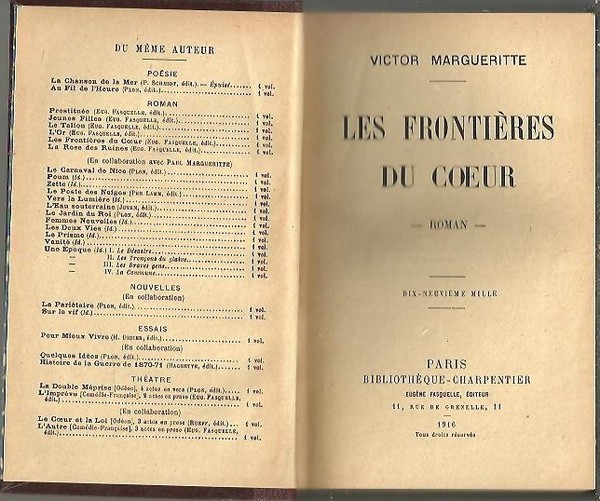 DU MÊME AUTEUR
POÉSIE
La Chanson de la Mer (P. Schmidt, édit.). — Épuisé...... 1 vol.
Au Fil de l'Heure (Plon, édit.)...... 1 vol.
ROMAN
Prostituée (Eug. Fasquelle, édit.)...... 1 vol.
Jeunes Filles (Eug. Fasquelle, édit.)...... 1 vol.
Le Talion (Eug. Fasquelle, édit.)...... 1 vol.
L'Or (Eug. Fasquelle, édit.)...... 1 vol.
Les Frontières du Cœur (Eug. Fasquelle, édit.)...... 1 vol.
La Rose des Ruines (Eug. Fasquelle, édit.)...... 1 vol.
(En collaboration avec Paul Margueritte)
Le Carnaval de Nice (Plon, édit.)...... 1 vol.
Poum (Id.)...... 1 vol.
Zette (Id.)...... 1 vol.
Le Poste des Neiges (Per Lamm, édit.)...... 1 vol.
Vers la Lumière (Id.)...... 1 vol.
L'Eau souterraine (Juven, édit.)...... 1 vol.
Le Jardin du Roi (Plon, édit.)...... 1 vol.
Femmes Nouvelles (Id.)...... 1 vol.
Les Deux Vies (Id.)...... 1 vol.
Le Prisme (Id.)...... 1 vol.
Vanité (Id.)...... 1 vol.
Une Epoque (Id.) I. Le Désastre...... 1 vol.
— II. Les Tronçons du glaive...... 1 vol.
— III. Les Braves gens...... 1 vol.
— IV. La Commune...... 1 vol.
NOUVELLES
(En collaboration)
La Pariétaire (Plon, édit.)...... 1 vol.
Sur le vif (Id.)...... 1 vol.
ESSAIS
Pour Mieux Vivre (H. Didier, édit.)...... 1 vol.
(En collaboration)
Quelques Idées (Plon, édit.)...... 1 vol.
Histoire de la Guerre de 1870-71 (Hachette, édit.)...... 1 vol.
THÉATRE
La Double Méprise [Odéon], 4 actes en vers (Plon, édit.)... 1 vol.
L'Imprévu [Comédie-Française], 2 actes en prose (Eug. Fasquelle,
édit.)...... 1 vol.
(En collaboration)
Le Cœur et la Loi [Odéon], 3 actes en prose (Rueff, édit.)... 1 vol.
L'Autre [Comédie-Française], 3 actes en prose (Eug. Fasquelle,
édit.)...... 1 vol.
VICTOR MARGUERITTE
LES FRONTIÈRES
DU CŒUR
— ROMAN —
DIX-NEUVIÈME MILLE
PARIS
BIBLIOTHÈQUE-CHARPENTIER
EUGÈNE FASQUELLE, ÉDITEUR
11, RUE DE GRENELLE, 11
1916
Tous droits réservés